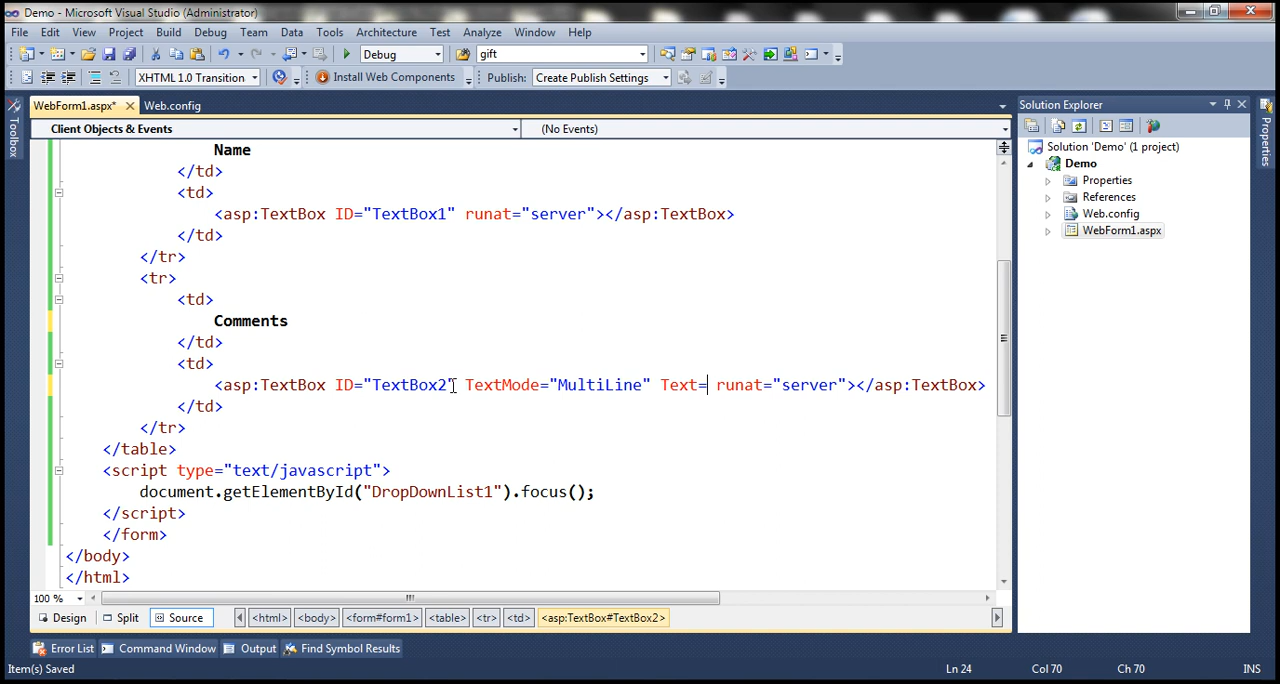 Demo - Microsoft Visual Studio (Administrator)
File Edit View Project Build Debug Team Data Tools Architecture Test Analyze Window Help
Debug gift
XHTML 1.0 Transition Install Web Components Publish: Create Publish Settings
WebForm1.aspx* Web.config
Solution Explorer
Client Objects & Events (No Events)
Toolbox
Properties
Solution 'Demo' (1 project)
Demo
Properties
References
Web.config
WebForm1.aspx
Name
</td>
<td>
<asp:TextBox ID="TextBox1" runat="server"></asp:TextBox>
</td>
</tr>
<tr>
<td>
Comments
</td>
<td>
<asp:TextBox ID="TextBox2" TextMode="MultiLine" Text= runat="server"></asp:TextBox>
</td>
</tr>
</table>
<script type="text/javascript">
document.getElementById("DropDownList1").focus();
</script>
</form>
</body>
</html>
100 %
Design Split Source <html> <body> <form#form1> <table> <tr> <td> <asp:TextBox#TextBox2>
Error List Command Window Output Find Symbol Results
Item(s) Saved Ln 24 Col 70 Ch 70 INS